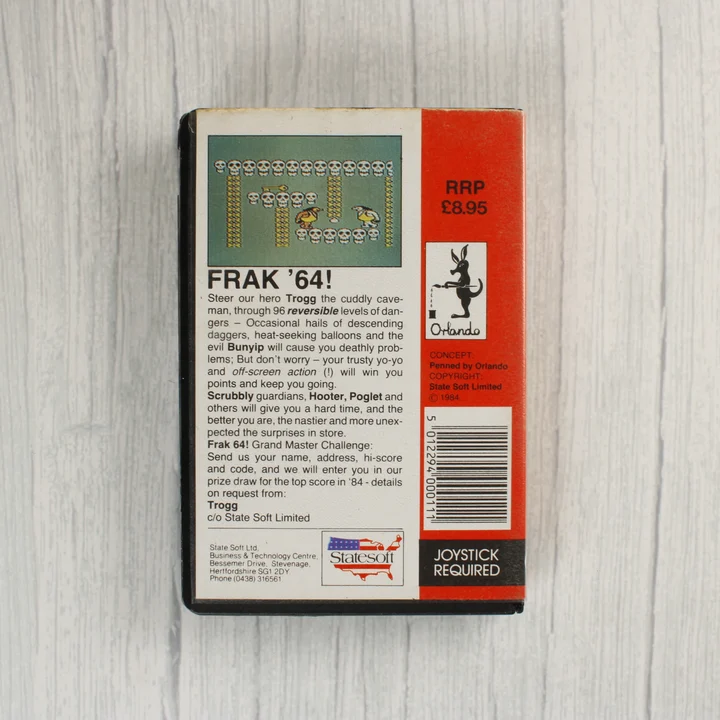 FRAK '64!
Steer our hero Trogg the cuddly cave-
man, through 96 reversible levels of dan-
gers – Occasional hails of descending
daggers, heat-seeking balloons and the
evil Bunyip will cause you deathly prob-
lems; But don't worry – your trusty yo-yo
and off-screen action (!) will win you
points and keep you going.
Scrubbly guardians, Hooter, Poglet and
others will give you a hard time, and the
better you are, the nastier and more unex-
pected the surprises in store.
Frak 64! Grand Master Challenge:
Send us your name, address, hi-score
and code, and we will enter you in our
prize draw for the top score in '84 - details
on request from:
Trogg
c/o State Soft Limited
State Soft Ltd,
Business & Technology Centre,
Bessemer Drive, Stevenage,
Hertfordshire SG1 2DY
Phone (0438) 316561
Statesoft
RRP
£8.95
Orlando
CONCEPT:
Penned by Orlando
COPYRIGHT:
State Soft Limited
© 1984.
5 012294 000111
JOYSTICK
REQUIRED